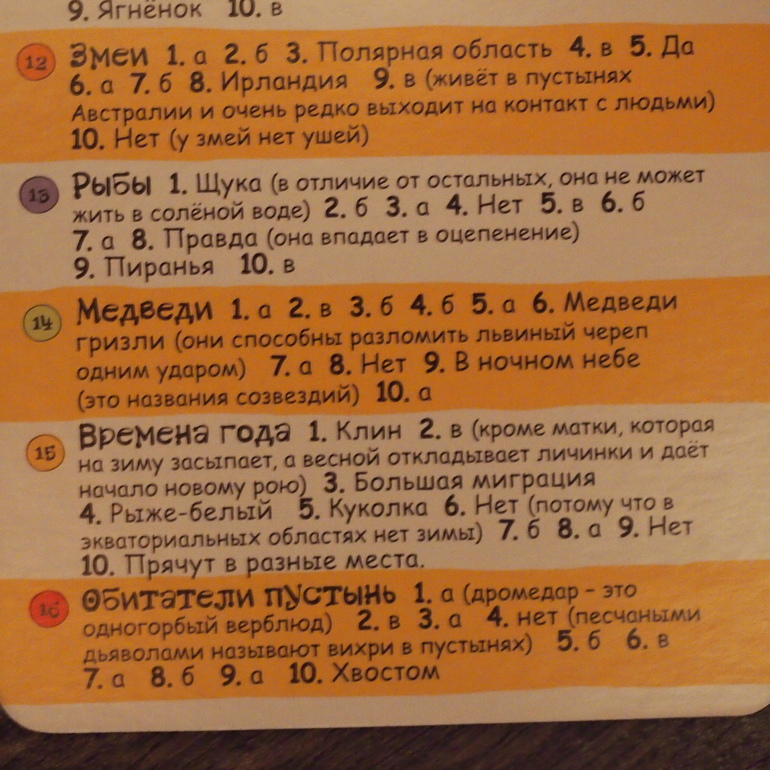 9. Ягнёнок 10. в
12 Змеи 1. а 2. б 3. Полярная область 4. в 5. Да
6. а 7. б 8. Ирландия 9. в (живёт в пустынях
Австралии и очень редко выходит на контакт с людьми)
10. Нет (у змей нет ушей)
13 Рыбы 1. Щука (в отличие от остальных, она не может
жить в солёной воде) 2. б 3. а 4. Нет 5. в 6. б
7. а 8. Правда (она впадает в оцепенение)
9. Пиранья 10. в
14 Медведи 1. а 2. в 3. б 4. б 5. а 6. Медведи
гризли (они способны разломить львиный череп
одним ударом) 7. а 8. Нет 9. В ночном небе
(это названия созвездий) 10. а
15 Времена года 1. Клин 2. в (кроме матки, которая
на зиму засыпает, а весной откладывает личинки и даёт
начало новому рою) 3. Большая миграция
4. Рыже-белый 5. Куколка 6. Нет (потому что в
экваториальных областях нет зимы) 7. б 8. а 9. Нет
10. Прячут в разные места.
16 Обитатели пустынь 1. а (дромедар – это
одногорбый верблюд) 2. в 3. а 4. нет (песчаными
дьяволами называют вихри в пустынях) 5. б 6. в
7. а 8. б 9. а 10. Хвостом